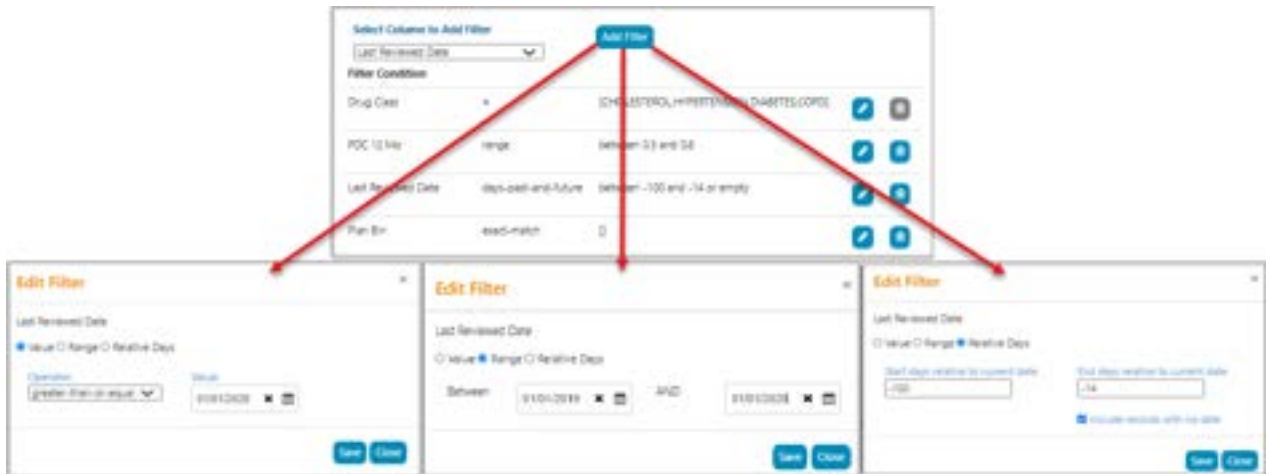 Select Column to Add Filter
Add Filter
Last Reviewed Date
Filter Condition
Drug Class
PDC 12 Mo range between 0.5 and 0.8
Last Reviewed Date days-past-and-future between -100 and -14 or empty
Plan Bin exact-match []
Edit Filter
Last Reviewed Date
Value Range Relative Days
Operator Value
greater than or equal 01/01/2020
Save Close
Edit Filter
Last Reviewed Date
Value Range Relative Days
Between 01/01/2019 AND 01/01/2020
Save Close
Edit Filter
Last Reviewed Date
Value Range Relative Days
Start days relative to current date End days relative to current date
-100 -14
Include records with no date
Save Close